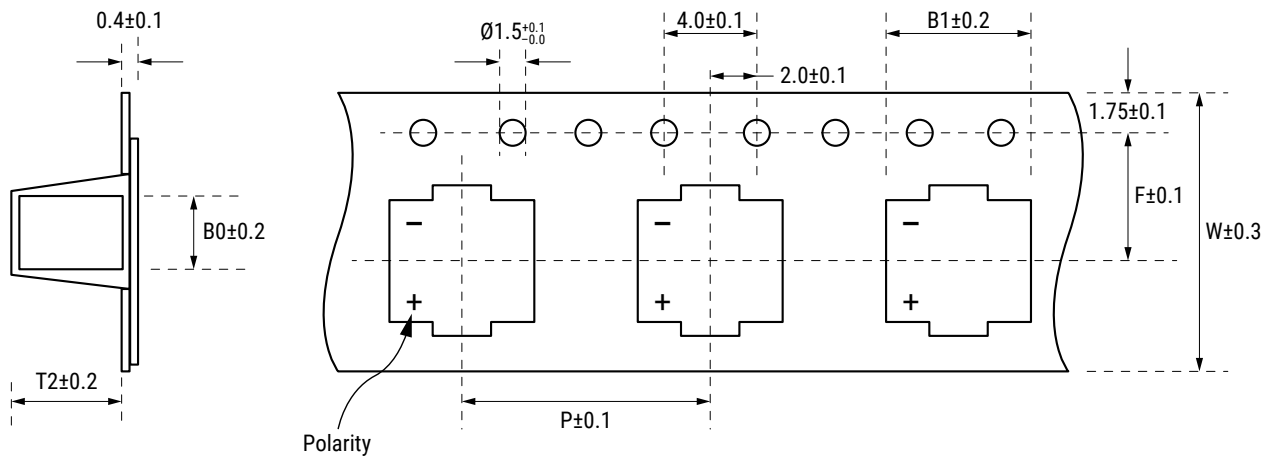 0.4±0.1
Ø1.5+0.1
−0.0
4.0±0.1
B1±0.2
2.0±0.1
1.75±0.1
F±0.1
W±0.3
B0±0.2
− − −
+ + +
T2±0.2
P±0.1
Polarity